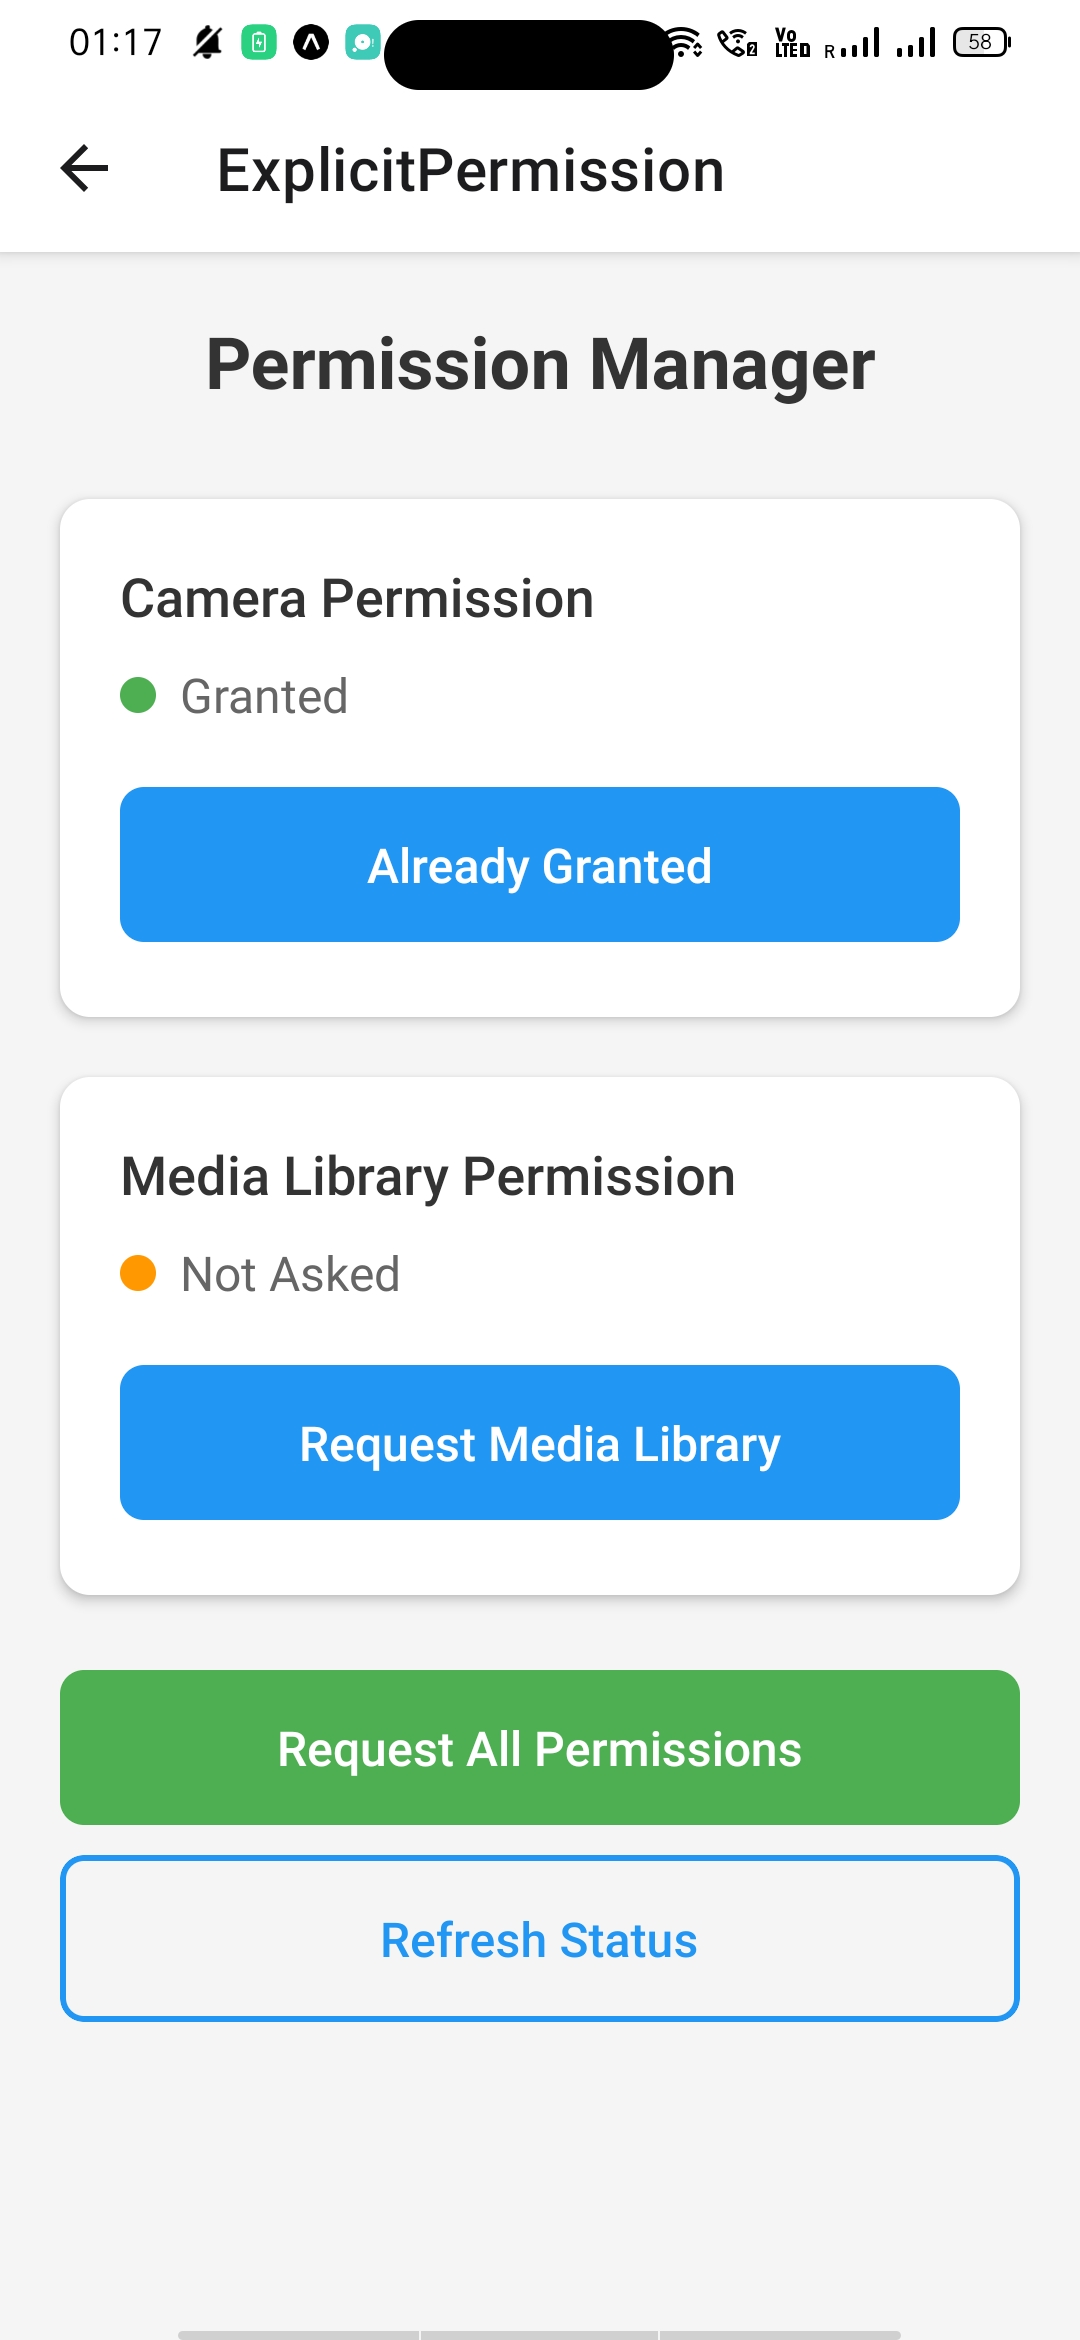 01:17
Vo
LTE D
R
58
ExplicitPermission
Permission Manager
Camera Permission
Granted
Already Granted
Media Library Permission
Not Asked
Request Media Library
Request All Permissions
Refresh Status